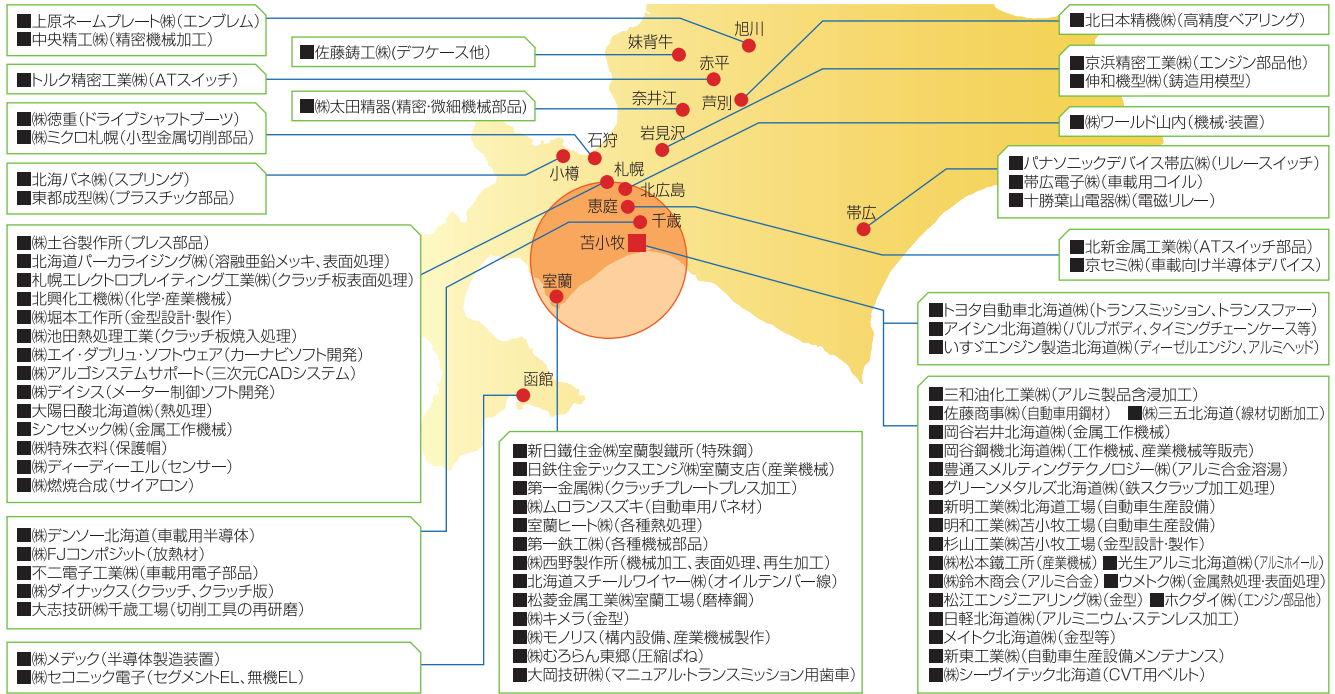 ■上原ネームプレート㈱(エンブレム)
■中央精工㈱(精密機械加工)
■佐藤鋳工㈱(デフケース他)
■トルク精密工業㈱(ATスイッチ)
■㈱太田精器(精密・微細機械部品)
■㈱徳重(ドライブシャフトブーツ)
■㈱ミクロ札幌(小型金属切削部品)
■北海バネ㈱(スプリング)
■東都成型㈱(プラスチック部品)
■㈱土谷製作所(プレス部品)
■北海道パーカライジング㈱(溶融亜鉛メッキ、表面処理)
■札幌エレクトロプレイティング工業㈱(クラッチ板表面処理)
■北興化工機㈱(化学・産業機械)
■㈱堀本工作所(金型設計・製作)
■㈱池田熱処理工業(クラッチ板焼入処理)
■㈱エイ・ダブリュ・ソフトウェア(カーナビソフト開発)
■㈱アルゴシステムサポート(三次元CADシステム)
■㈱デイシス(メーター制御ソフト開発)
■大陽日酸北海道㈱(熱処理)
■シンセメック㈱(金属工作機械)
■㈱特殊衣料(保護帽)
■㈱ディーディーエル(センサー)
■㈱燃焼合成(サイアロン)
■㈱デンソー北海道(車載用半導体)
■㈱FJコンポジット(放熱材)
■不二電子工業㈱(車載用電子部品)
■㈱ダイナックス(クラッチ、クラッチ版)
■大志技研㈱千歳工場(切削工具の再研磨)
■㈱メデック(半導体製造装置)
■㈱セコニック電子(セグメントEL、無機EL)
旭川
妹背牛
赤平
奈井江
芦別
岩見沢
石狩
小樽
札幌
北広島
恵庭
千歳
苫小牧
帯広
室蘭
函館
■新日鐵住金㈱室蘭製鐵所(特殊鋼)
■日鉄住金テックスエンジ㈱室蘭支店(産業機械)
■第一金属㈱(クラッチプレートプレス加工)
■㈱ムロランスズキ(自動車用バネ材)
■室蘭ヒート㈱(各種熱処理)
■第一鉄工㈱(各種機械部品)
■㈱西野製作所(機械加工、表面処理、再生加工)
■北海道スチールワイヤー㈱(オイルテンパー線)
■松菱金属工業㈱室蘭工場(磨棒鋼)
■㈱キメラ(金型)
■㈱モノリス(構内設備、産業機械製作)
■㈱むろらん東郷(圧縮ばね)
■大岡技研㈱(マニュアル・トランスミッション用歯車)
■北日本精機㈱(高精度ベアリング)
■京浜精密工業㈱(エンジン部品他)
■伸和機型㈱(鋳造用模型)
■㈱ワールド山内(機械・装置)
■パナソニックデバイス帯広㈱(リレースイッチ)
■帯広電子㈱(車載用コイル)
■十勝葉山電器㈱(電磁リレー)
■北新金属工業㈱(ATスイッチ部品)
■京セミ㈱(車載向け半導体デバイス)
■トヨタ自動車北海道㈱(トランスミッション、トランスファー)
■アイシン北海道㈱(バルブボディ、タイミングチェーンケース等)
■いすゞエンジン製造北海道㈱(ディーゼルエンジン、アルミヘッド)
■三和油化工業㈱(アルミ製品含浸加工)
■佐藤商事㈱(自動車用鋼材) ■㈱三五北海道(線材切断加工)
■岡谷岩井北海道㈱(金属工作機械)
■岡谷鋼機北海道㈱(工作機械、産業機械等販売)
■豊通スメルティングテクノロジー㈱(アルミ合金溶湯)
■グリーンメタルズ北海道㈱(鉄スクラップ加工処理)
■新明工業㈱北海道工場(自動車生産設備)
■明和工業㈱苫小牧工場(自動車生産設備)
■杉山工業㈱苫小牧工場(金型設計・製作)
■㈱松本鐵工所(産業機械) ■光生アルミ北海道㈱(アルミホイール)
■㈱鈴木商会(アルミ合金) ■ウメトク㈱(金属熱処理・表面処理)
■松江エンジニアリング㈱(金型) ■ホクダイ㈱(エンジン部品他)
■日軽北海道㈱(アルミニウム・ステンレス加工)
■メイトク北海道㈱(金型等)
■新東工業㈱(自動車生産設備メンテナンス)
■㈱シーヴイテック北海道(CVT用ベルト)